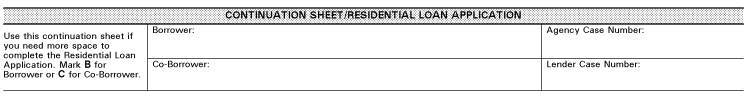 CONTINUATION SHEET/RESIDENTIAL LOAN APPLICATION
Use this continuation sheet if
you need more space to
complete the Residential Loan
Application. Mark B for
Borrower or C for Co-Borrower.
Borrower:
Agency Case Number:
Co-Borrower:
Lender Case Number: